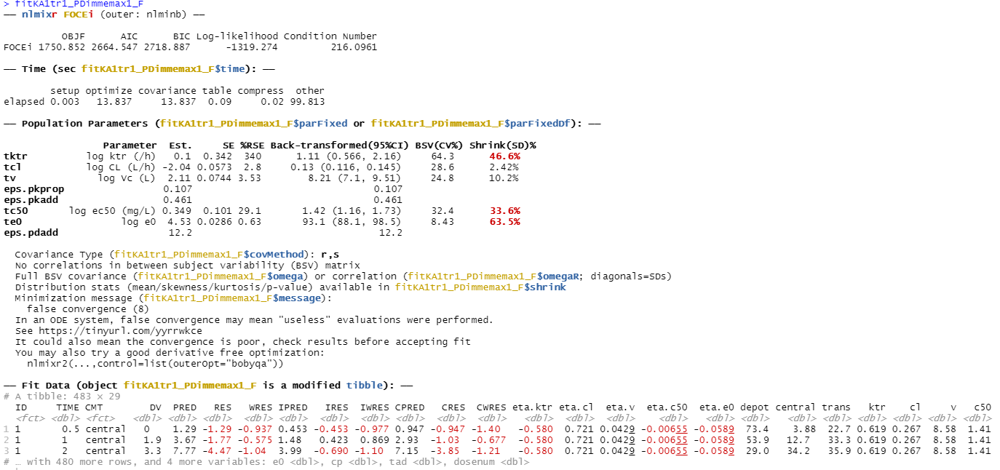 > fitKA1tr1_PDimmemax1_F
── nlmixr FOCEi (outer: nlminb) ──
OBJF AIC BIC Log-likelihood Condition Number
FOCEi 1750.852 2664.547 2718.887 -1319.274 216.0961
── Time (sec fitKA1tr1_PDimmemax1_F$time): ──
setup optimize covariance table compress other
elapsed 0.003 13.837 13.837 0.09 0.02 99.813
── Population Parameters (fitKA1tr1_PDimmemax1_F$parFixed or fitKA1tr1_PDimmemax1_F$parFixedDf): ──
Parameter Est. SE %RSE Back-transformed(95%CI) BSV(CV%) Shrink(SD)%
tktr log ktr (/h) 0.1 0.342 340 1.11 (0.566, 2.16) 64.3 46.6%
tcl log CL (L/h) -2.04 0.0573 2.8 0.13 (0.116, 0.145) 28.6 2.42%
tv log Vc (L) 2.11 0.0744 3.53 8.21 (7.1, 9.51) 24.8 10.2%
eps.pkprop 0.107 0.107
eps.pkadd 0.461 0.461
tc50 log ec50 (mg/L) 0.349 0.101 29.1 1.42 (1.16, 1.73) 32.4 33.6%
te0 log e0 4.53 0.0286 0.63 93.1 (88.1, 98.5) 8.43 63.5%
eps.pdadd 12.2 12.2
Covariance Type (fitKA1tr1_PDimmemax1_F$covMethod): r,s
No correlations in between subject variability (BSV) matrix
Full BSV covariance (fitKA1tr1_PDimmemax1_F$omega) or correlation (fitKA1tr1_PDimmemax1_F$omegaR; diagonals=SDs)
Distribution stats (mean/skewness/kurtosis/p-value) available in fitKA1tr1_PDimmemax1_F$shrink
Minimization message (fitKA1tr1_PDimmemax1_F$message):
false convergence (8)
In an ODE system, false convergence may mean "useless" evaluations were performed.
See https://tinyurl.com/yyrrwkce
It could also mean the convergence is poor, check results before accepting fit
You may also try a good derivative free optimization:
nlmixr2(...,control=list(outerOpt="bobyqa"))
── Fit Data (object fitKA1tr1_PDimmemax1_F is a modified tibble): ──
# A tibble: 483 × 29
ID TIME CMT DV PRED RES WRES IPRED IRES IWRES CPRED CRES CWRES eta.ktr eta.cl eta.v eta.c50 eta.e0 depot central trans ktr cl v c50
<fct> <dbl> <fct> <dbl> <dbl> <dbl> <dbl> <dbl> <dbl> <dbl> <dbl> <dbl> <dbl> <dbl> <dbl> <dbl> <dbl> <dbl> <dbl> <dbl> <dbl> <dbl> <dbl> <dbl> <dbl>
1 1 0.5 central 0 1.29 -1.29 -0.937 0.453 -0.453 -0.977 0.947 -0.947 -1.40 -0.580 0.721 0.0429 -0.00655 -0.0589 73.4 3.88 22.7 0.619 0.267 8.58 1.41
2 1 1 central 1.9 3.67 -1.77 -0.575 1.48 0.423 0.869 2.93 -1.03 -0.677 -0.580 0.721 0.0429 -0.00655 -0.0589 53.9 12.7 33.3 0.619 0.267 8.58 1.41
3 1 2 central 3.3 7.77 -4.47 -1.04 3.99 -0.690 -1.10 7.15 -3.85 -1.21 -0.580 0.721 0.0429 -0.00655 -0.0589 29.0 34.2 35.9 0.619 0.267 8.58 1.41
# … with 480 more rows, and 4 more variables: e0 <dbl>, cp <dbl>, tad <dbl>, dosenum <dbl>